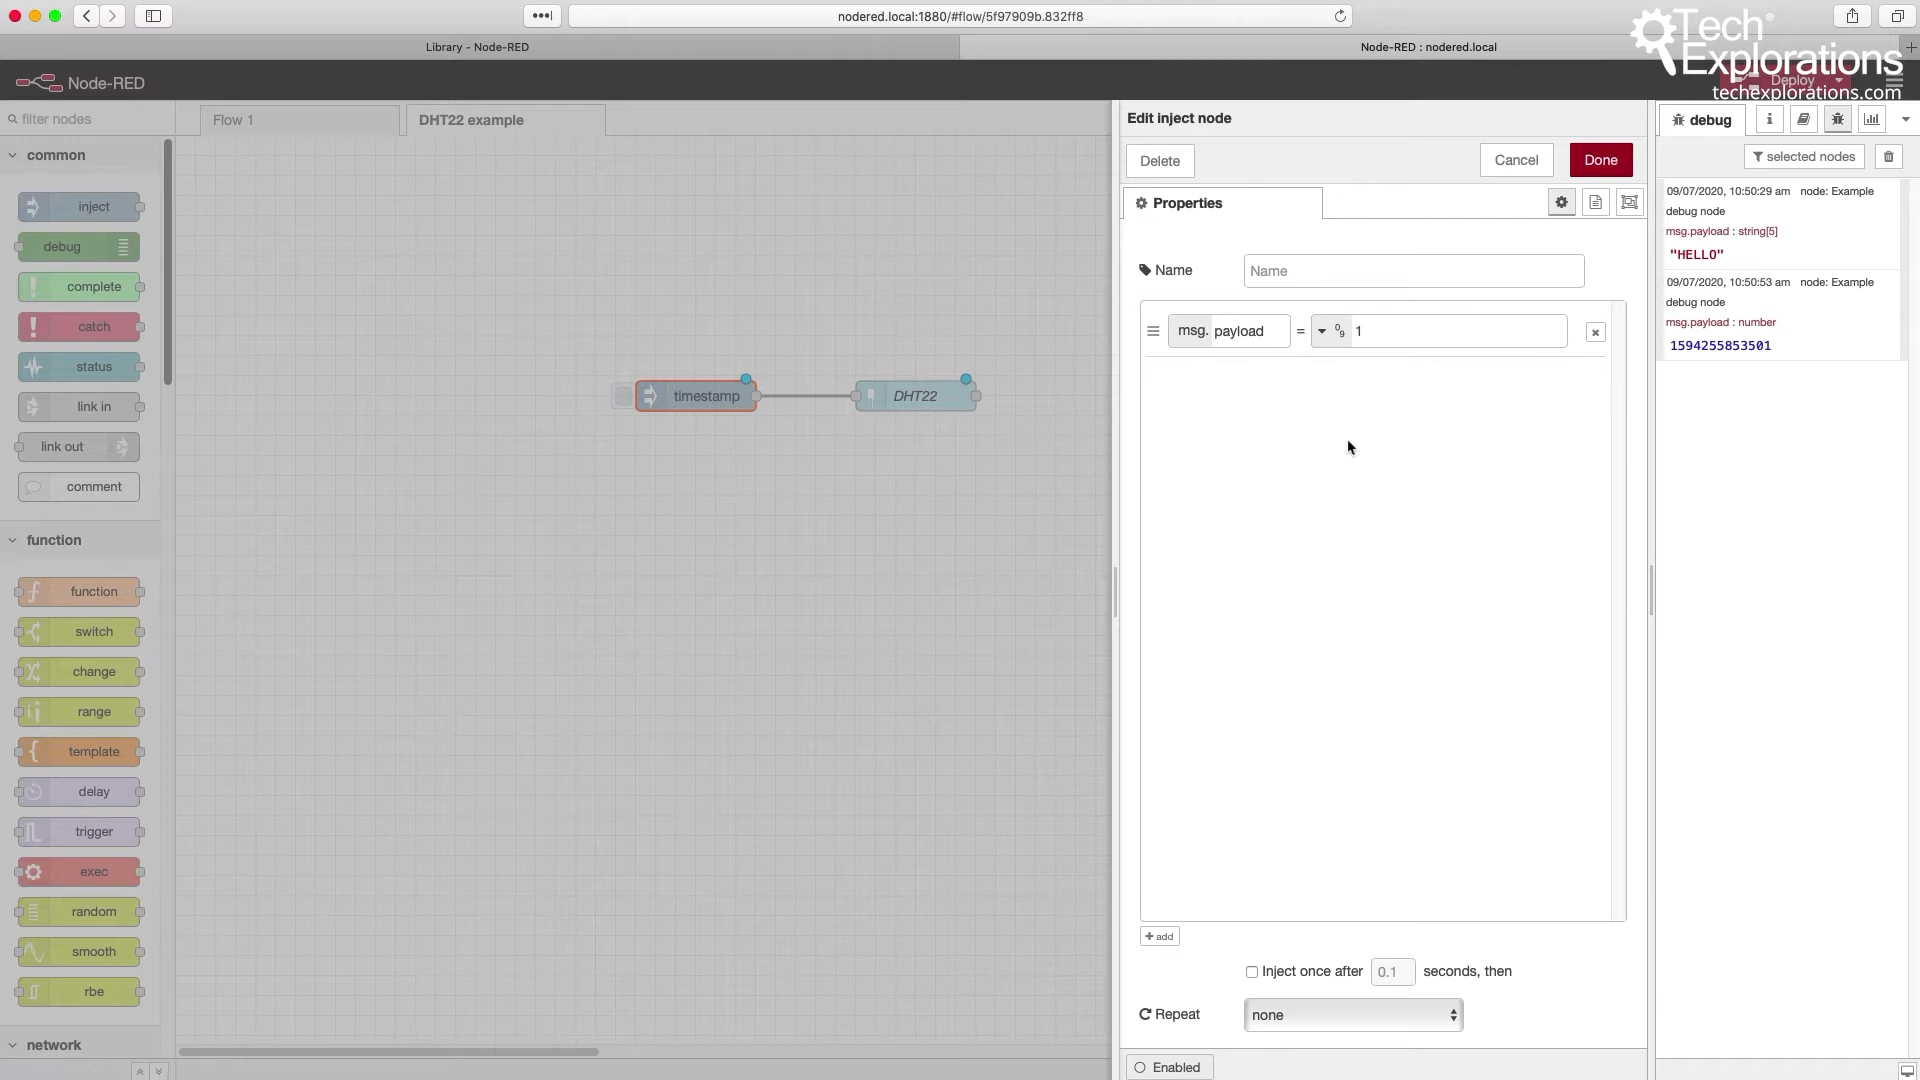 nodered.local:1880/#flow/5f97909b.832ff8
Library - Node-RED
Node-RED : nodered.local
Tech
Explorations
techexplorations.com
Node-RED
Deploy
filter nodes
Flow 1
DHT22 example
common
inject
debug
complete
catch
status
link in
link out
comment
function
function
switch
change
range
template
delay
trigger
exec
random
smooth
rbe
network
timestamp
DHT22
Edit inject node
Delete
Cancel
Done
Properties
Name
Name
msg. payload = 0 9 1
+ add
Inject once after 0.1 seconds, then
Repeat
none
Enabled
debug
selected nodes
09/07/2020, 10:50:29 am node: Example
debug node
msg.payload : string[5]
"HELLO"
09/07/2020, 10:50:53 am node: Example
debug node
msg.payload : number
1594255853501